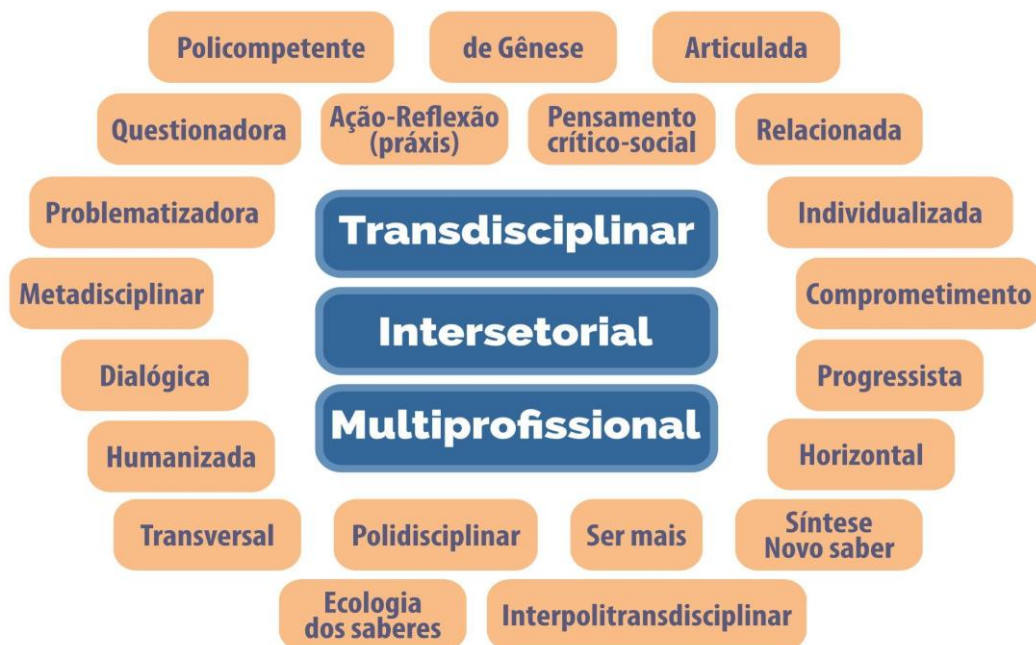 Policompetente
de Gênese
Articulada
Questionadora
Ação-Reflexão
(práxis)
Pensamento
crítico-social
Relacionada
Problematizadora
Transdisciplinar
Individualizada
Metadisciplinar
Intersetorial
Comprometimento
Dialógica
Multiprofissional
Progressista
Humanizada
Horizontal
Transversal
Polidisciplinar
Ser mais
Síntese
Novo saber
Ecologia
dos saberes
Interpolitransdisciplinar